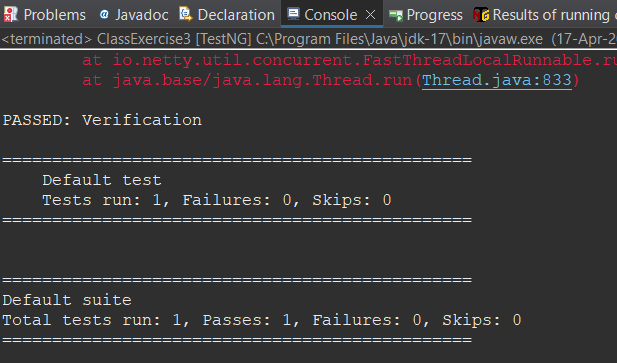 Problems @ Javadoc Declaration Console Progress Results of running
<terminated> ClassExercise3 [TestNG] C:\Program Files\Java\jdk-17\bin\javaw.exe (17-Apr-2
at io.netty.util.concurrent.FastThreadLocalRunnable.ru
at java.base/java.lang.Thread.run(Thread.java:833)
PASSED: Verification
===============================================
Default test
Tests run: 1, Failures: 0, Skips: 0
===============================================
===============================================
Default suite
Total tests run: 1, Passes: 1, Failures: 0, Skips: 0
===============================================